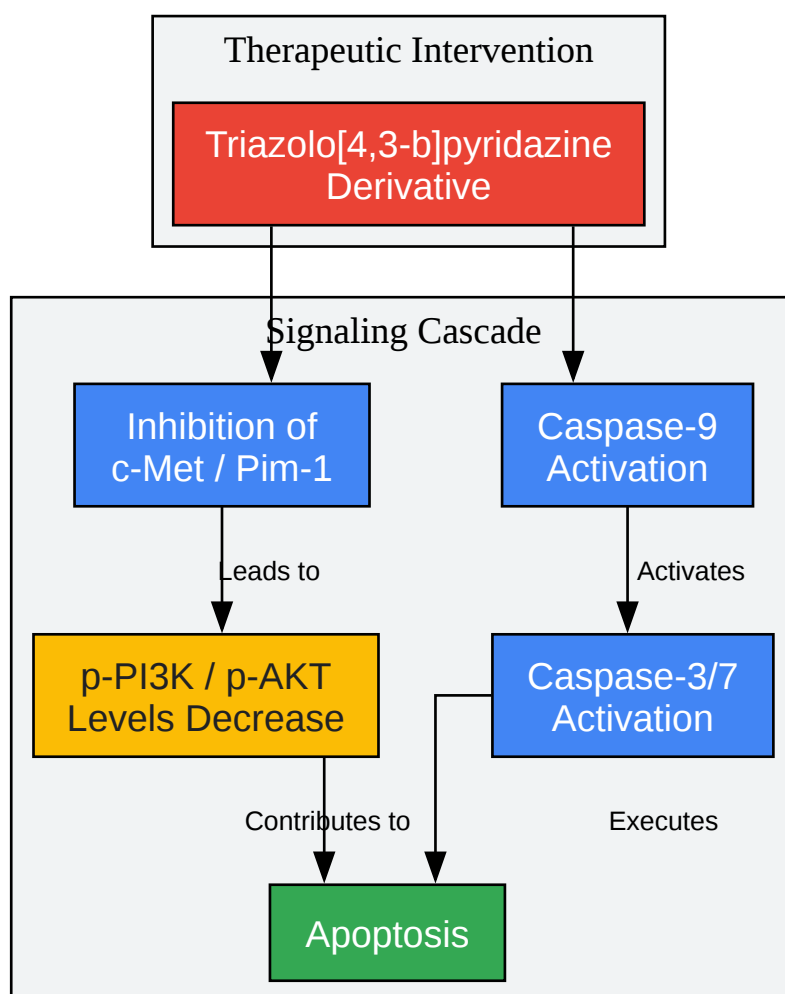 Therapeutic Intervention
Triazolo[4,3-b]pyridazine
Derivative
Signaling Cascade
Inhibition of
c-Met / Pim-1
Caspase-9
Activation
Leads to
Activates
p-PI3K / p-AKT
Levels Decrease
Caspase-3/7
Activation
Contributes to
Executes
Apoptosis